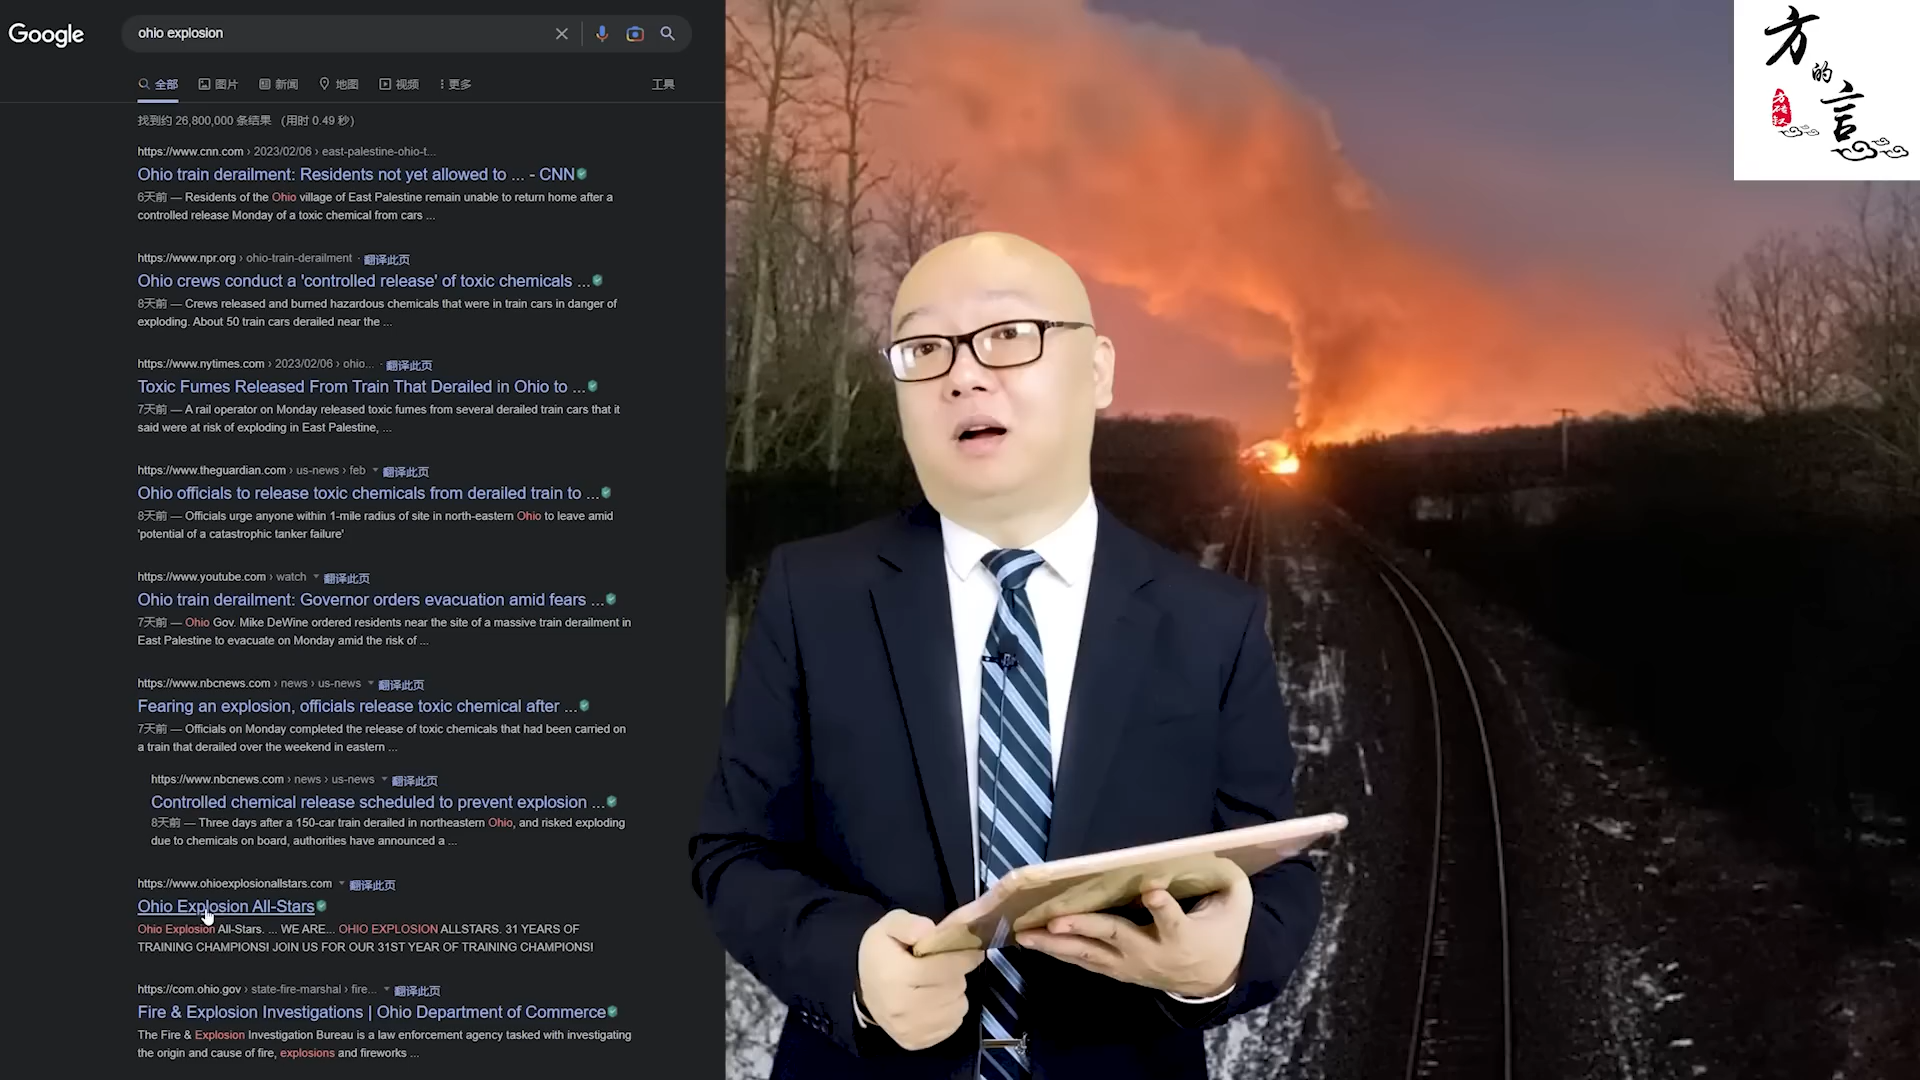 Google
ohio explosion
全部 图片 新闻 地图 视频 更多 工具
找到约 26,800,000 条结果 (用时 0.49 秒)
https://www.cnn.com › 2023/02/06 › east-palestine-ohio-t...
Ohio train derailment: Residents not yet allowed to ... - CNN
6天前 — Residents of the Ohio village of East Palestine remain unable to return home after a
controlled release Monday of a toxic chemical from cars ...
https://www.npr.org › ohio-train-derailment · 翻译此页
Ohio crews conduct a 'controlled release' of toxic chemicals ...
8天前 — Crews released and burned hazardous chemicals that were in train cars in danger of
exploding. About 50 train cars derailed near the ...
https://www.nytimes.com › 2023/02/06 › ohio... · 翻译此页
Toxic Fumes Released From Train That Derailed in Ohio to ...
7天前 — A rail operator on Monday released toxic fumes from several derailed train cars that it
said were at risk of exploding in East Palestine, ...
https://www.theguardian.com › us-news › feb 翻译此页
Ohio officials to release toxic chemicals from derailed train to ...
8天前 — Officials urge anyone within 1-mile radius of site in north-eastern Ohio to leave amid
'potential of a catastrophic tanker failure'
https://www.youtube.com › watch 翻译此页
Ohio train derailment: Governor orders evacuation amid fears ...
7天前 — Ohio Gov. Mike DeWine ordered residents near the site of a massive train derailment in
East Palestine to evacuate on Monday amid the risk of ...
https://www.nbcnews.com › news › us-news 翻译此页
Fearing an explosion, officials release toxic chemical after ...
7天前 — Officials on Monday completed the release of toxic chemicals that had been carried on
a train that derailed over the weekend in eastern ...
https://www.nbcnews.com › news › us-news 翻译此页
Controlled chemical release scheduled to prevent explosion ...
8天前 — Three days after a 150-car train derailed in northeastern Ohio, and risked exploding
due to chemicals on board, authorities have announced a ...
https://www.ohioexplosionallstars.com 翻译此页
Ohio Explosion All-Stars
Ohio Explosion All-Stars. ... WE ARE... OHIO EXPLOSION ALLSTARS. 31 YEARS OF
TRAINING CHAMPIONS! JOIN US FOR OUR 31ST YEAR OF TRAINING CHAMPIONS!
https://com.ohio.gov › state-fire-marshal › fire... 翻译此页
Fire & Explosion Investigations | Ohio Department of Commerce
The Fire & Explosion Investigation Bureau is a law enforcement agency tasked with investigating
the origin and cause of fire, explosions and fireworks ...
方的言